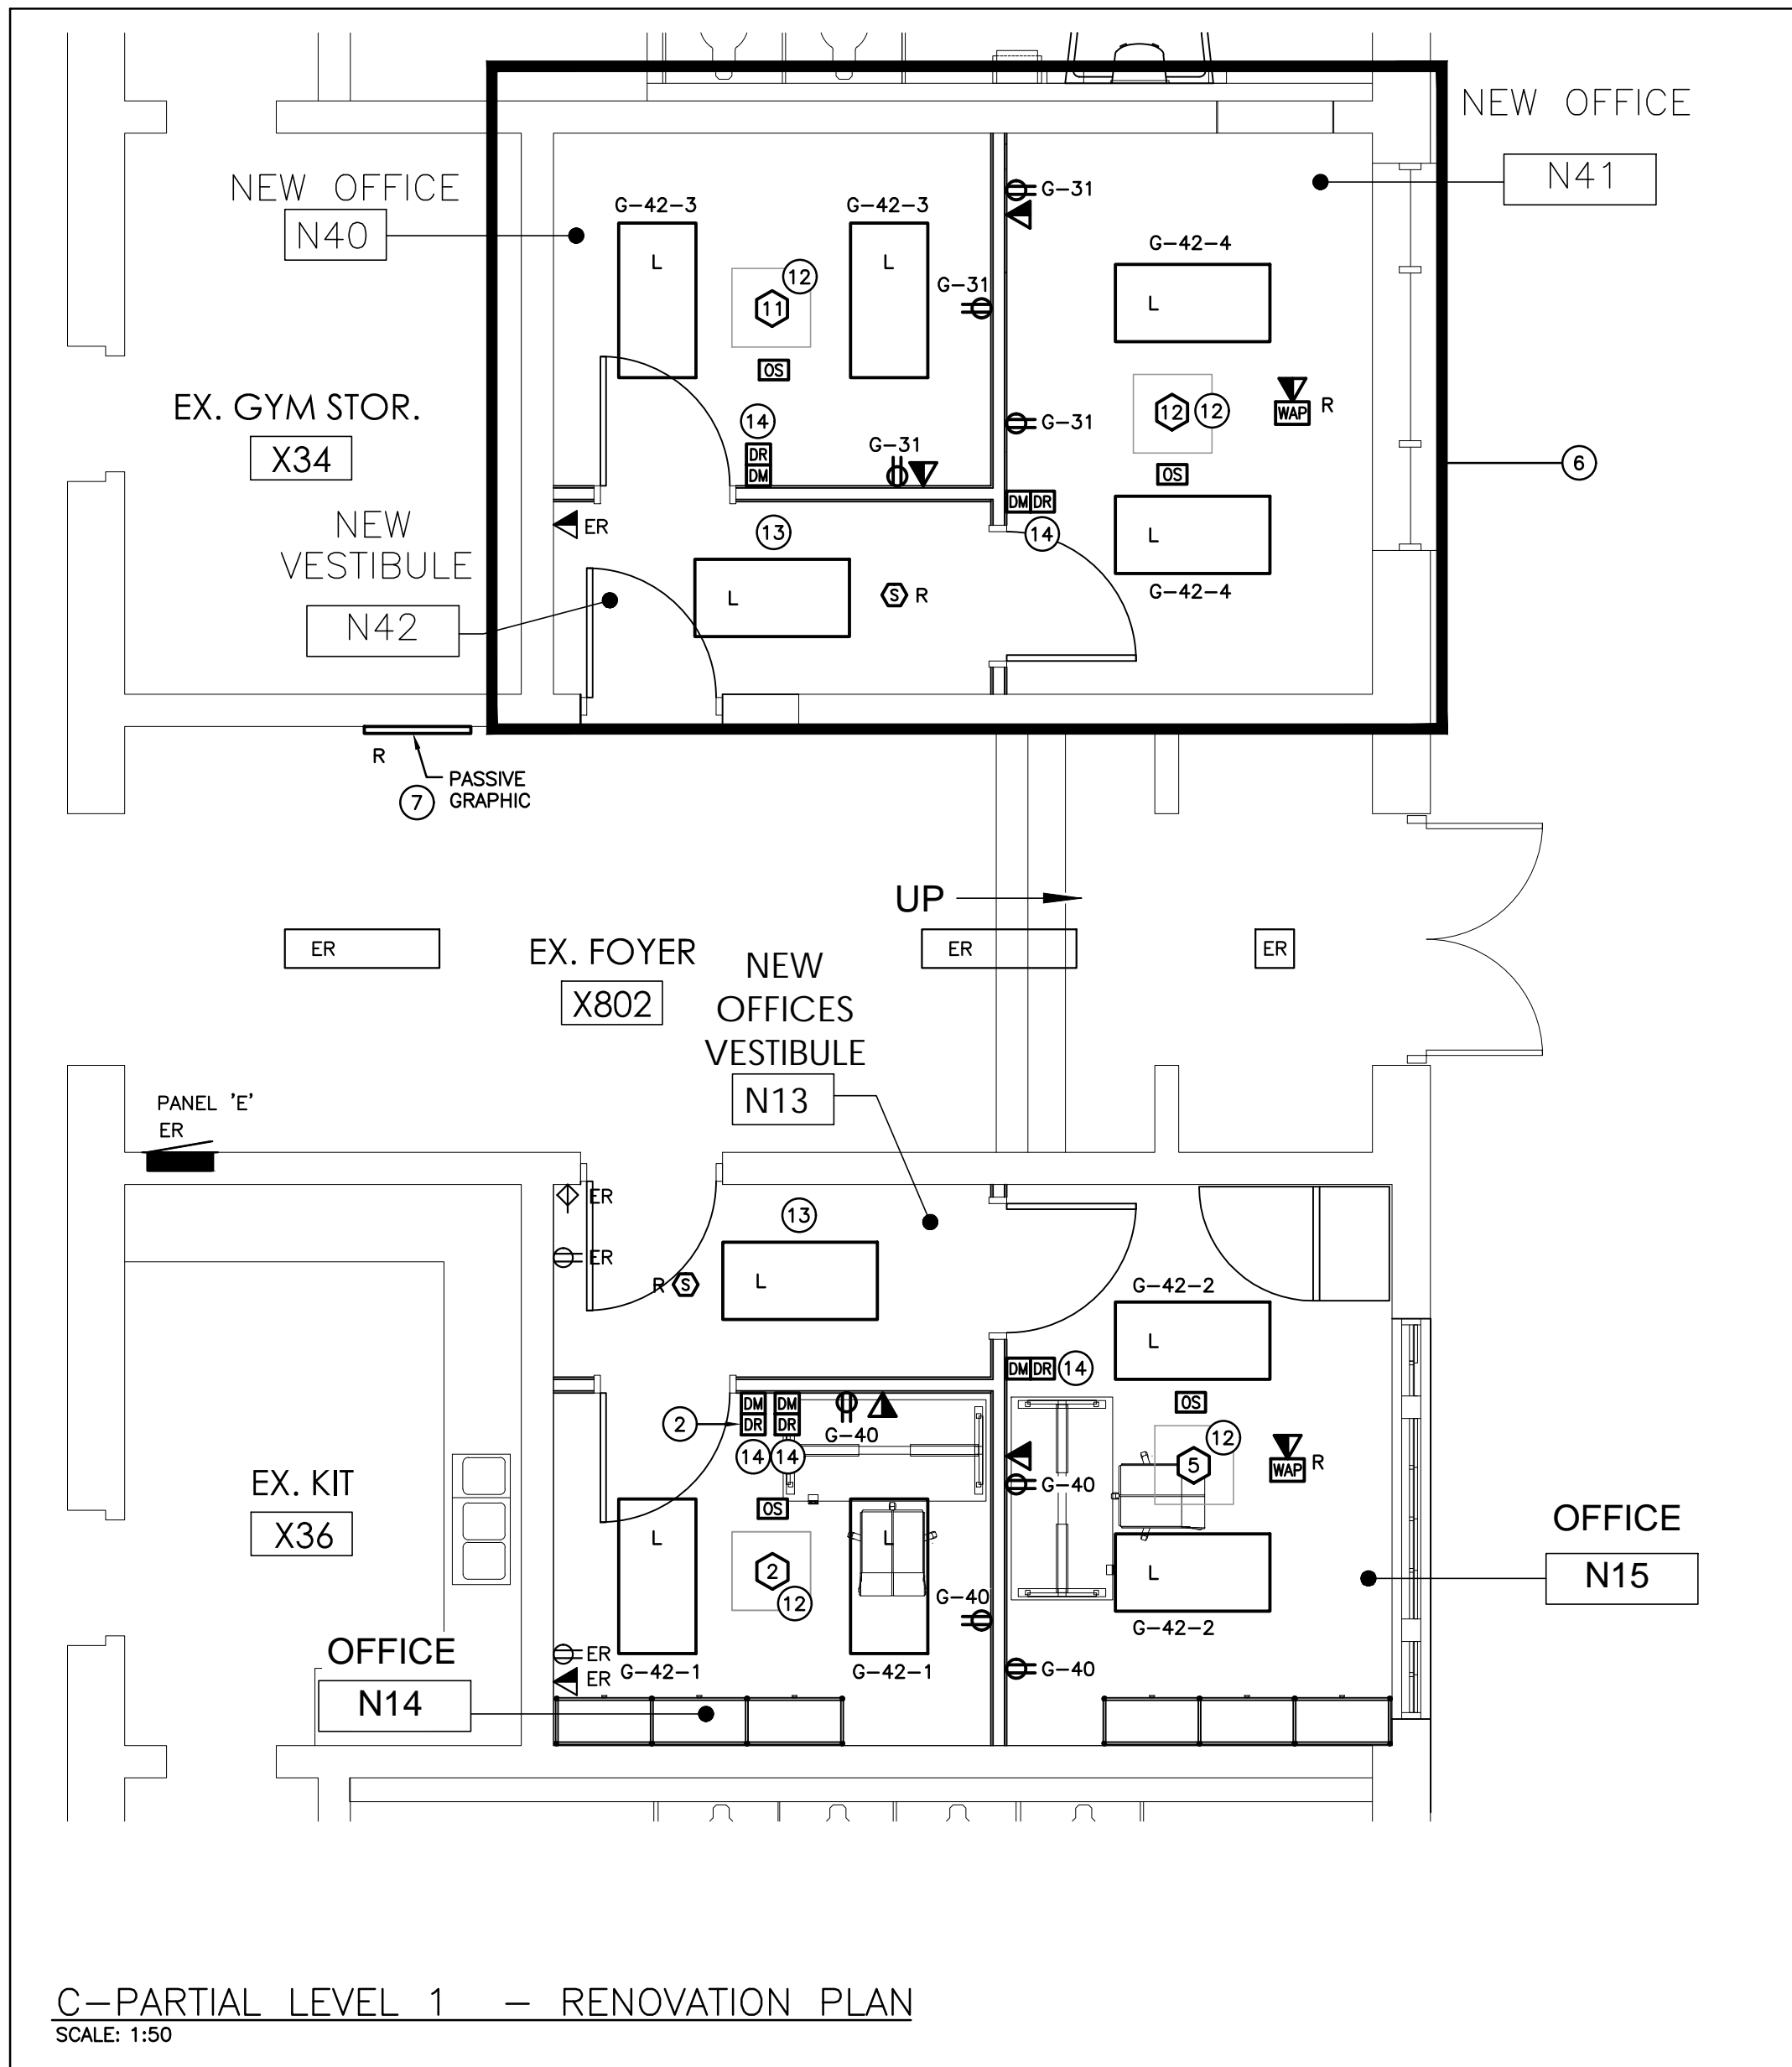 NEW OFFICE
N41
NEW OFFICE
N40
G-42-3
G-42-3
G-31
G-42-4
L
L
12
11
G-31
L
OS
12
12
WAP
R
EX. GYM STOR.
X34
14
DR
DM
G-31
G-31
OS
6
DM
DR
14
ER
NEW
VESTIBULE
N42
13
L
S
R
L
G-42-4
R
PASSIVE
GRAPHIC
7
UP
ER
EX. FOYER
X802
ER
ER
NEW
OFFICES
VESTIBULE
N13
PANEL 'E'
ER
ER
13
ER
R
S
L
G-42-2
L
DM
DR
14
2
DM
DR
DM
DR
14
14
G-40
OS
12
5
WAP
R
G-40
EX. KIT
X36
OS
L
L
2
12
G-40
L
G-42-2
OFFICE
N15
OFFICE
N14
ER
ER
G-42-1
G-42-1
G-40
C-PARTIAL LEVEL 1 - RENOVATION PLAN
SCALE: 1:50